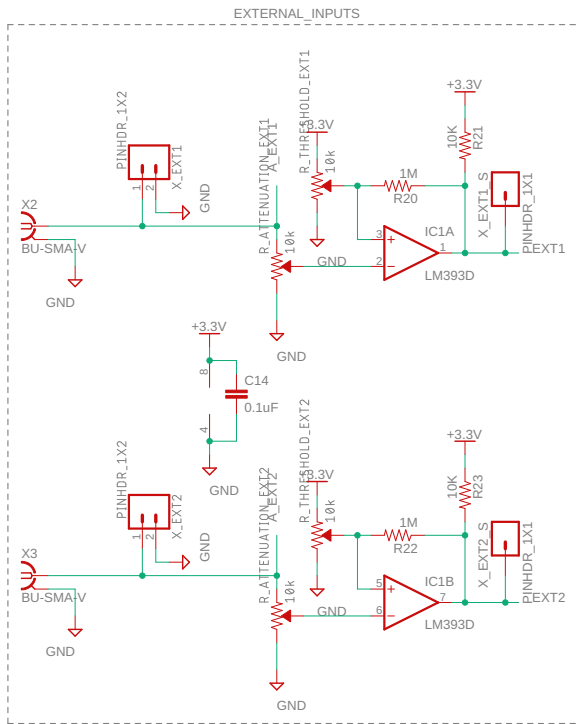 EXTERNAL_INPUTS
PINHDR_1X2
X_EXT1
1
2
GND
X2
BU-SMA-V
GND
R_ATTENUATION_EXT1
A_EXT1
10k
GND
R_THRESHOLD_EXT1
+3.3V
10k
GND
1M
R20
3
2
IC1A
1
LM393D
+3.3V
10K
R21
X_EXT1_S
PINHDR_1X1
PEXT1
+3.3V
8
4
C14
0.1uF
GND
PINHDR_1X2
X_EXT2
1
2
GND
X3
BU-SMA-V
GND
R_ATTENUATION_EXT2
A_EXT2
10k
GND
R_THRESHOLD_EXT2
+3.3V
10k
GND
1M
R22
5
6
IC1B
7
LM393D
+3.3V
10K
R23
X_EXT2_S
PINHDR_1X1
PEXT2